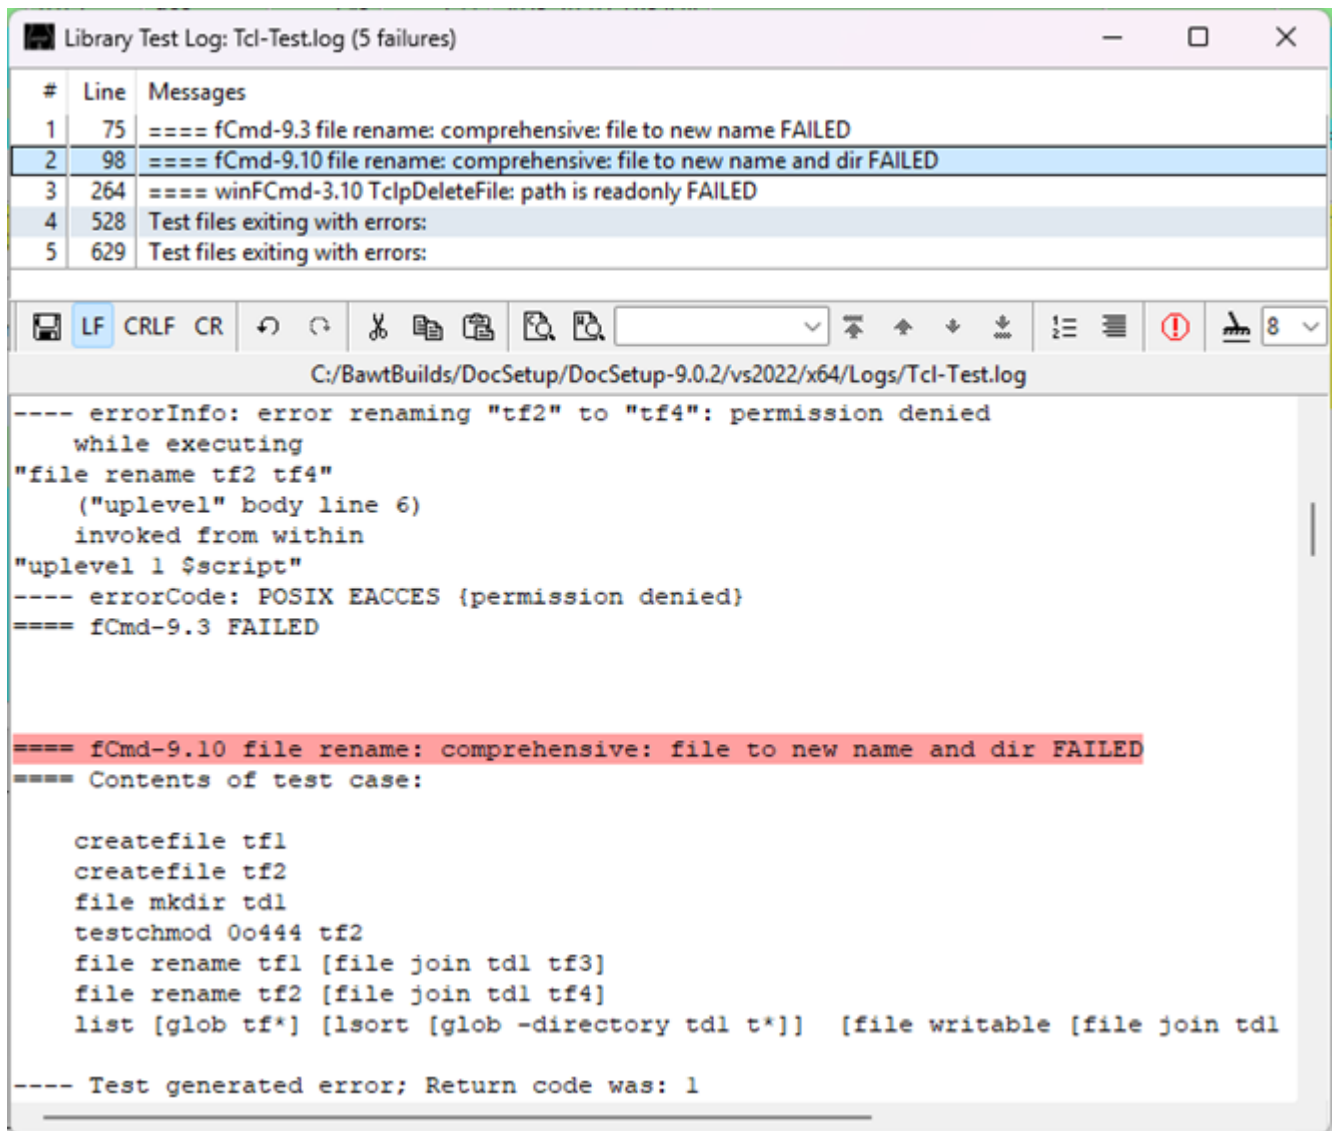 Library Test Log: Tcl-Test.log (5 failures)
# Line Messages
1 75 ==== fCmd-9.3 file rename: comprehensive: file to new name FAILED
2 98 ==== fCmd-9.10 file rename: comprehensive: file to new name and dir FAILED
3 264 ==== winFCmd-3.10 TclpDeleteFile: path is readonly FAILED
4 528 Test files exiting with errors:
5 629 Test files exiting with errors:
LF CRLF CR 8
C:/BawtBuilds/DocSetup/DocSetup-9.0.2/vs2022/x64/Logs/Tcl-Test.log
---- errorInfo: error renaming "tf2" to "tf4": permission denied
    while executing
"file rename tf2 tf4"
    ("uplevel" body line 6)
    invoked from within
"uplevel 1 $script"
---- errorCode: POSIX EACCES {permission denied}
==== fCmd-9.3 FAILED
==== fCmd-9.10 file rename: comprehensive: file to new name and dir FAILED
==== Contents of test case:
    createfile tf1
    createfile tf2
    file mkdir td1
    testchmod 0o444 tf2
    file rename tf1 [file join td1 tf3]
    file rename tf2 [file join td1 tf4]
    list [glob tf*] [lsort [glob -directory td1 t*]]  [file writable [file join td1
---- Test generated error; Return code was: 1